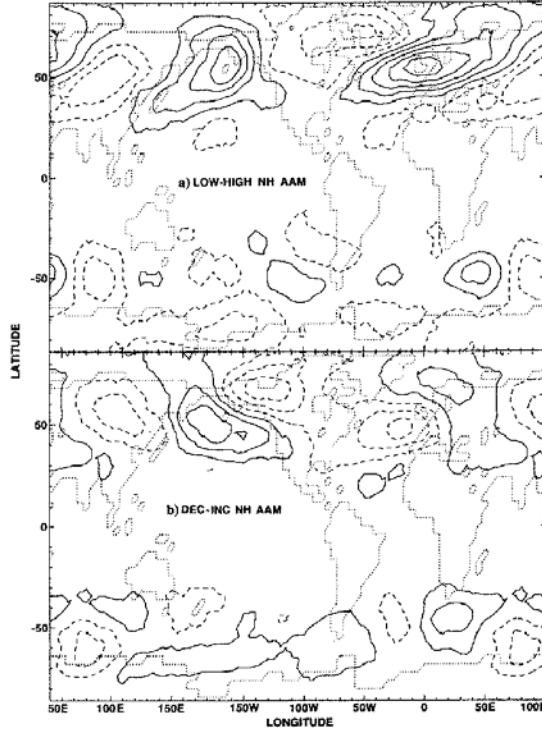 50
0
-50
a) LOW-HIGH NH AAM
LATITUDE
50
0
-50
b) DEC-INC NH AAM
50E 100E 150E 150W 100W 50W 0 50E 100E
LONGITUDE